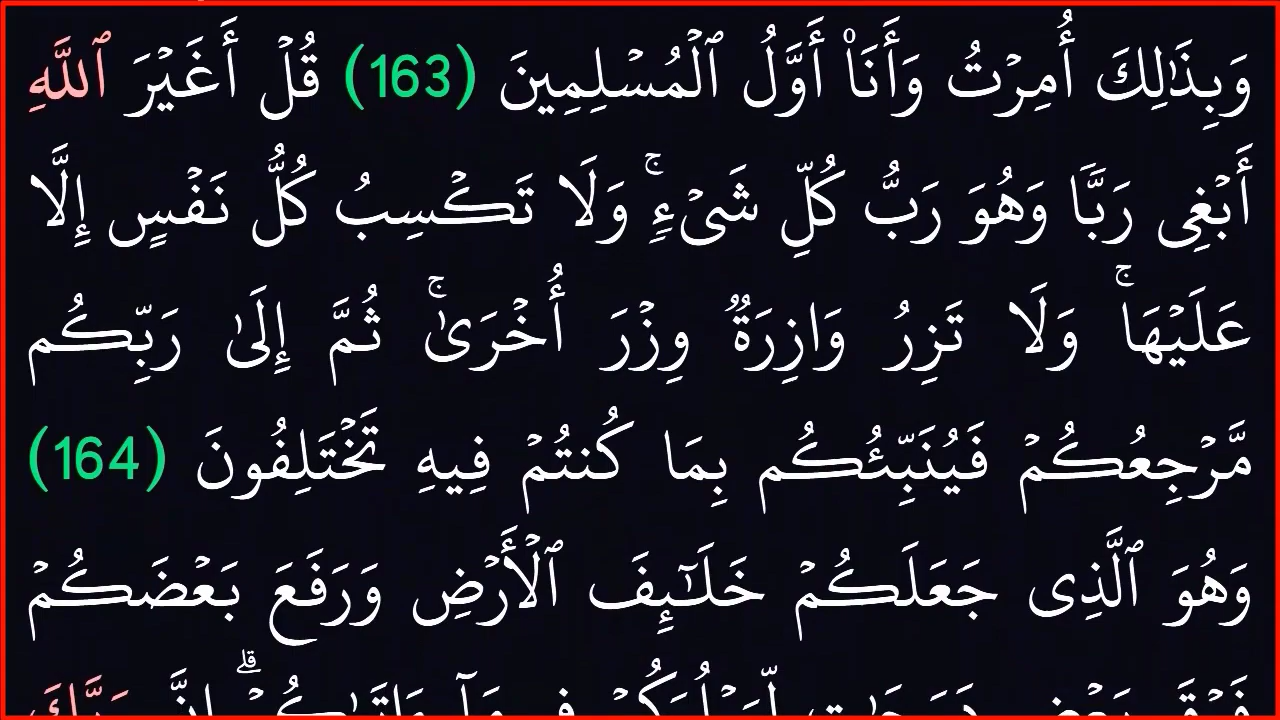 وَبِذَٰلِكَ أُمِرۡتُ وَأَنَا۠ أَوَّلُ ٱلۡمُسۡلِمِينَ (163) قُلۡ أَغَيۡرَ ٱللَّهِ
أَبۡغِى رَبَّا وَهُوَ رَبُّ كُلِّ شَىۡءٍۚ وَلَا تَكۡسِبُ كُلُّ نَفۡسٍ إِلَّا
عَلَيۡهَاۚ وَلَا تَزِرُ وَازِرَةٌ وِزۡرَ أُخۡرَىٰۚ ثُمَّ إِلَىٰ رَبِّكُم
مَّرۡجِعُكُمۡ فَيُنَبِّئُكُم بِمَا كُنتُمۡ فِيهِ تَخۡتَلِفُونَ (164)
وَهُوَ ٱلَّذِى جَعَلَكُمۡ خَلَـٰٓئِفَ ٱلۡأَرۡضِ وَرَفَعَ بَعۡضَكُمۡ